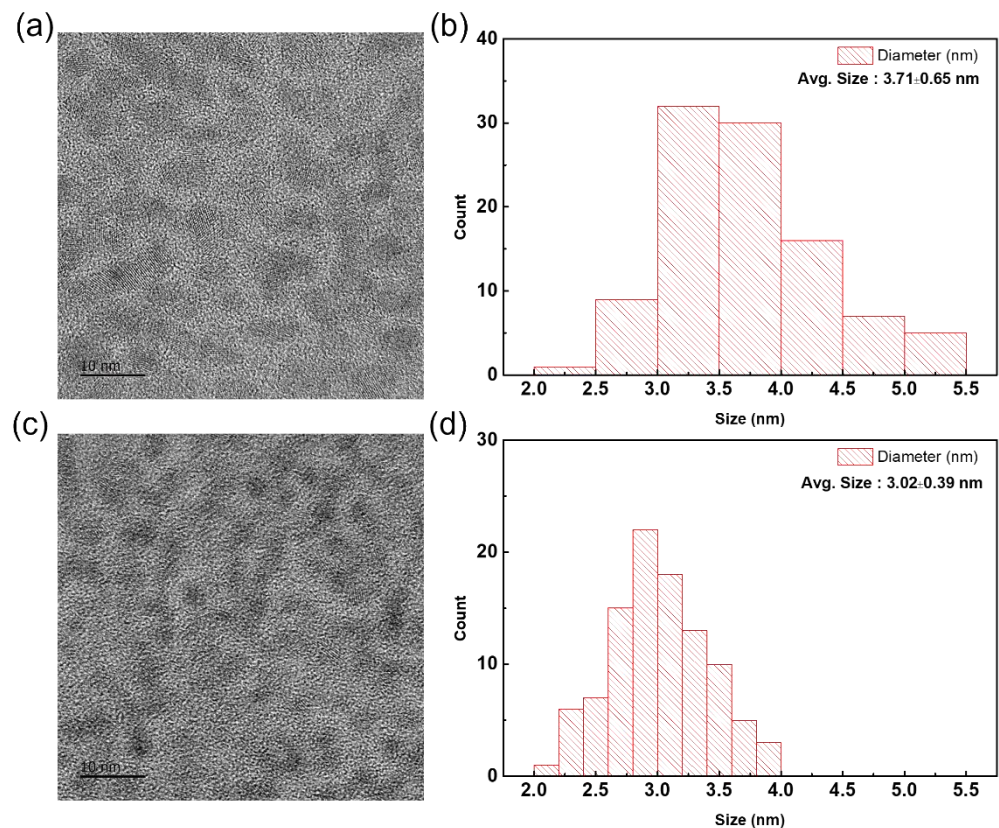 (a)
10 nm
(b)
40
30
20
10
0
Count
Diameter (nm)
Avg. Size : 3.71±0.65 nm
2.0 2.5 3.0 3.5 4.0 4.5 5.0 5.5
Size (nm)
(c)
10 nm
(d)
30
20
10
0
Count
Diameter (nm)
Avg. Size : 3.02±0.39 nm
2.0 2.5 3.0 3.5 4.0 4.5 5.0 5.5
Size (nm)